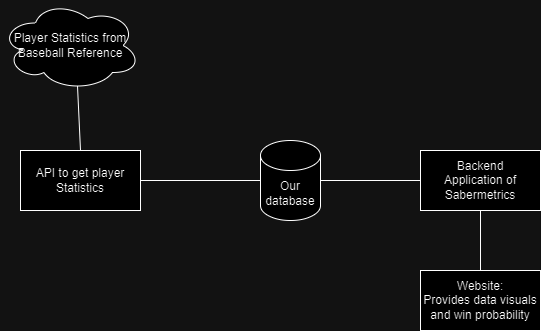 Player Statistics from
Baseball Reference
API to get player
Statistics
Our
database
Backend
Application of
Sabermetrics
Website:
Provides data visuals
and win probability